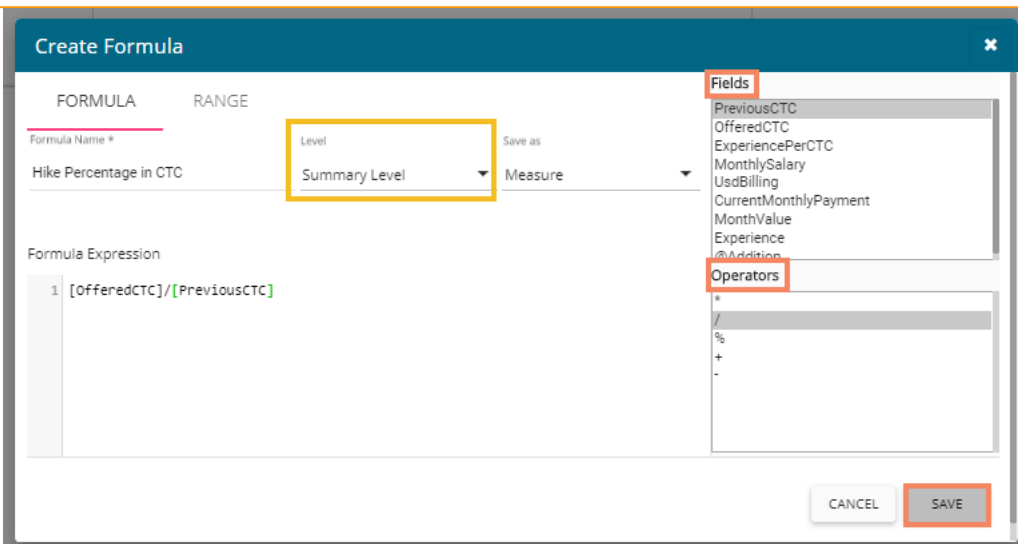 Create Formula
FORMULA RANGE
Formula Name * Level Save as
Hike Percentage in CTC Summary Level Measure
Formula Expression
1 [OfferedCTC]/[PreviousCTC]
Fields
PreviousCTC
OfferedCTC
ExperiencePerCTC
MonthlySalary
UsdBilling
CurrentMonthlyPayment
MonthValue
Experience
@Addition
Operators
*
/
%
+
-
CANCEL SAVE